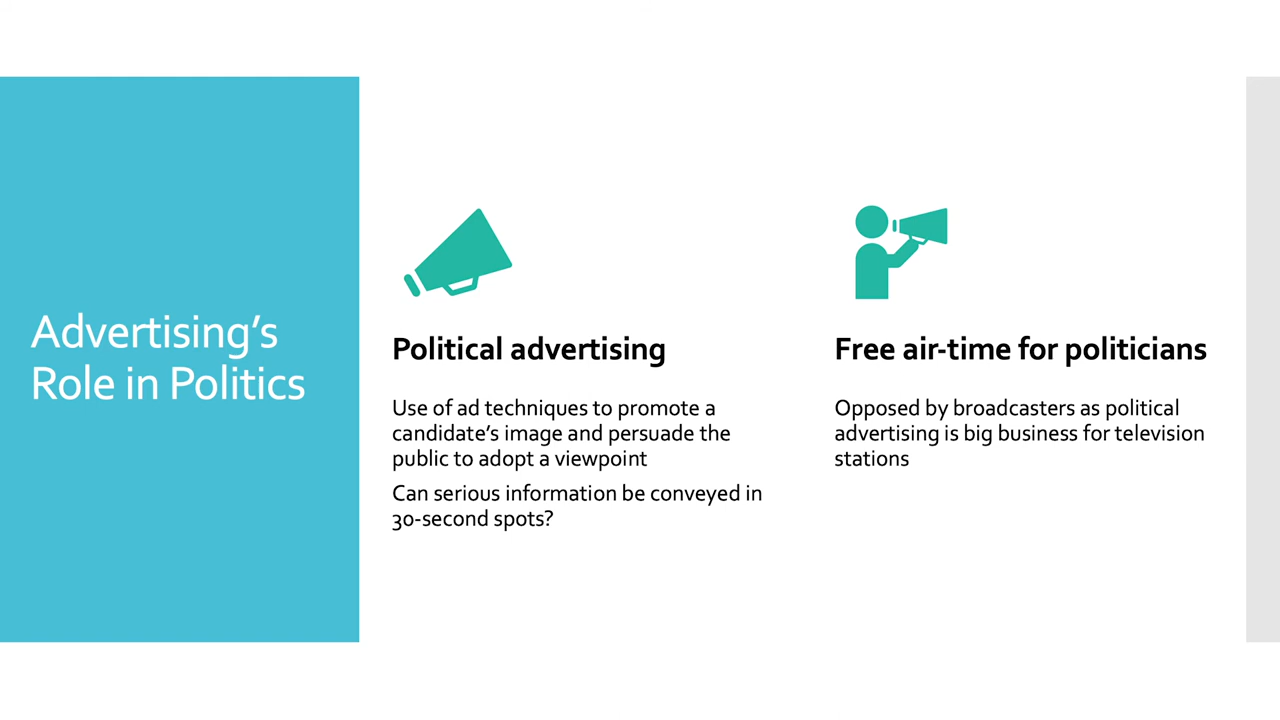 Advertising’s
Role in Politics
Political advertising
Use of ad techniques to promote a
candidate’s image and persuade the
public to adopt a viewpoint
Can serious information be conveyed in
30-second spots?
Free air-time for politicians
Opposed by broadcasters as political
advertising is big business for television
stations